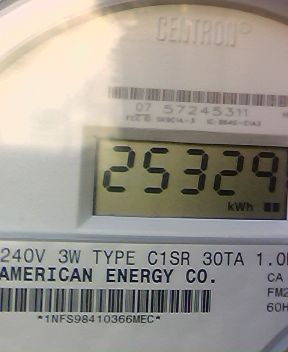 CENTRON®
07 57245311
25329
kWh
240V 3W TYPE C1SR 30TA 1.0
AMERICAN ENERGY CO.
CA
FM2
60H
*1NFS98410366MEC*